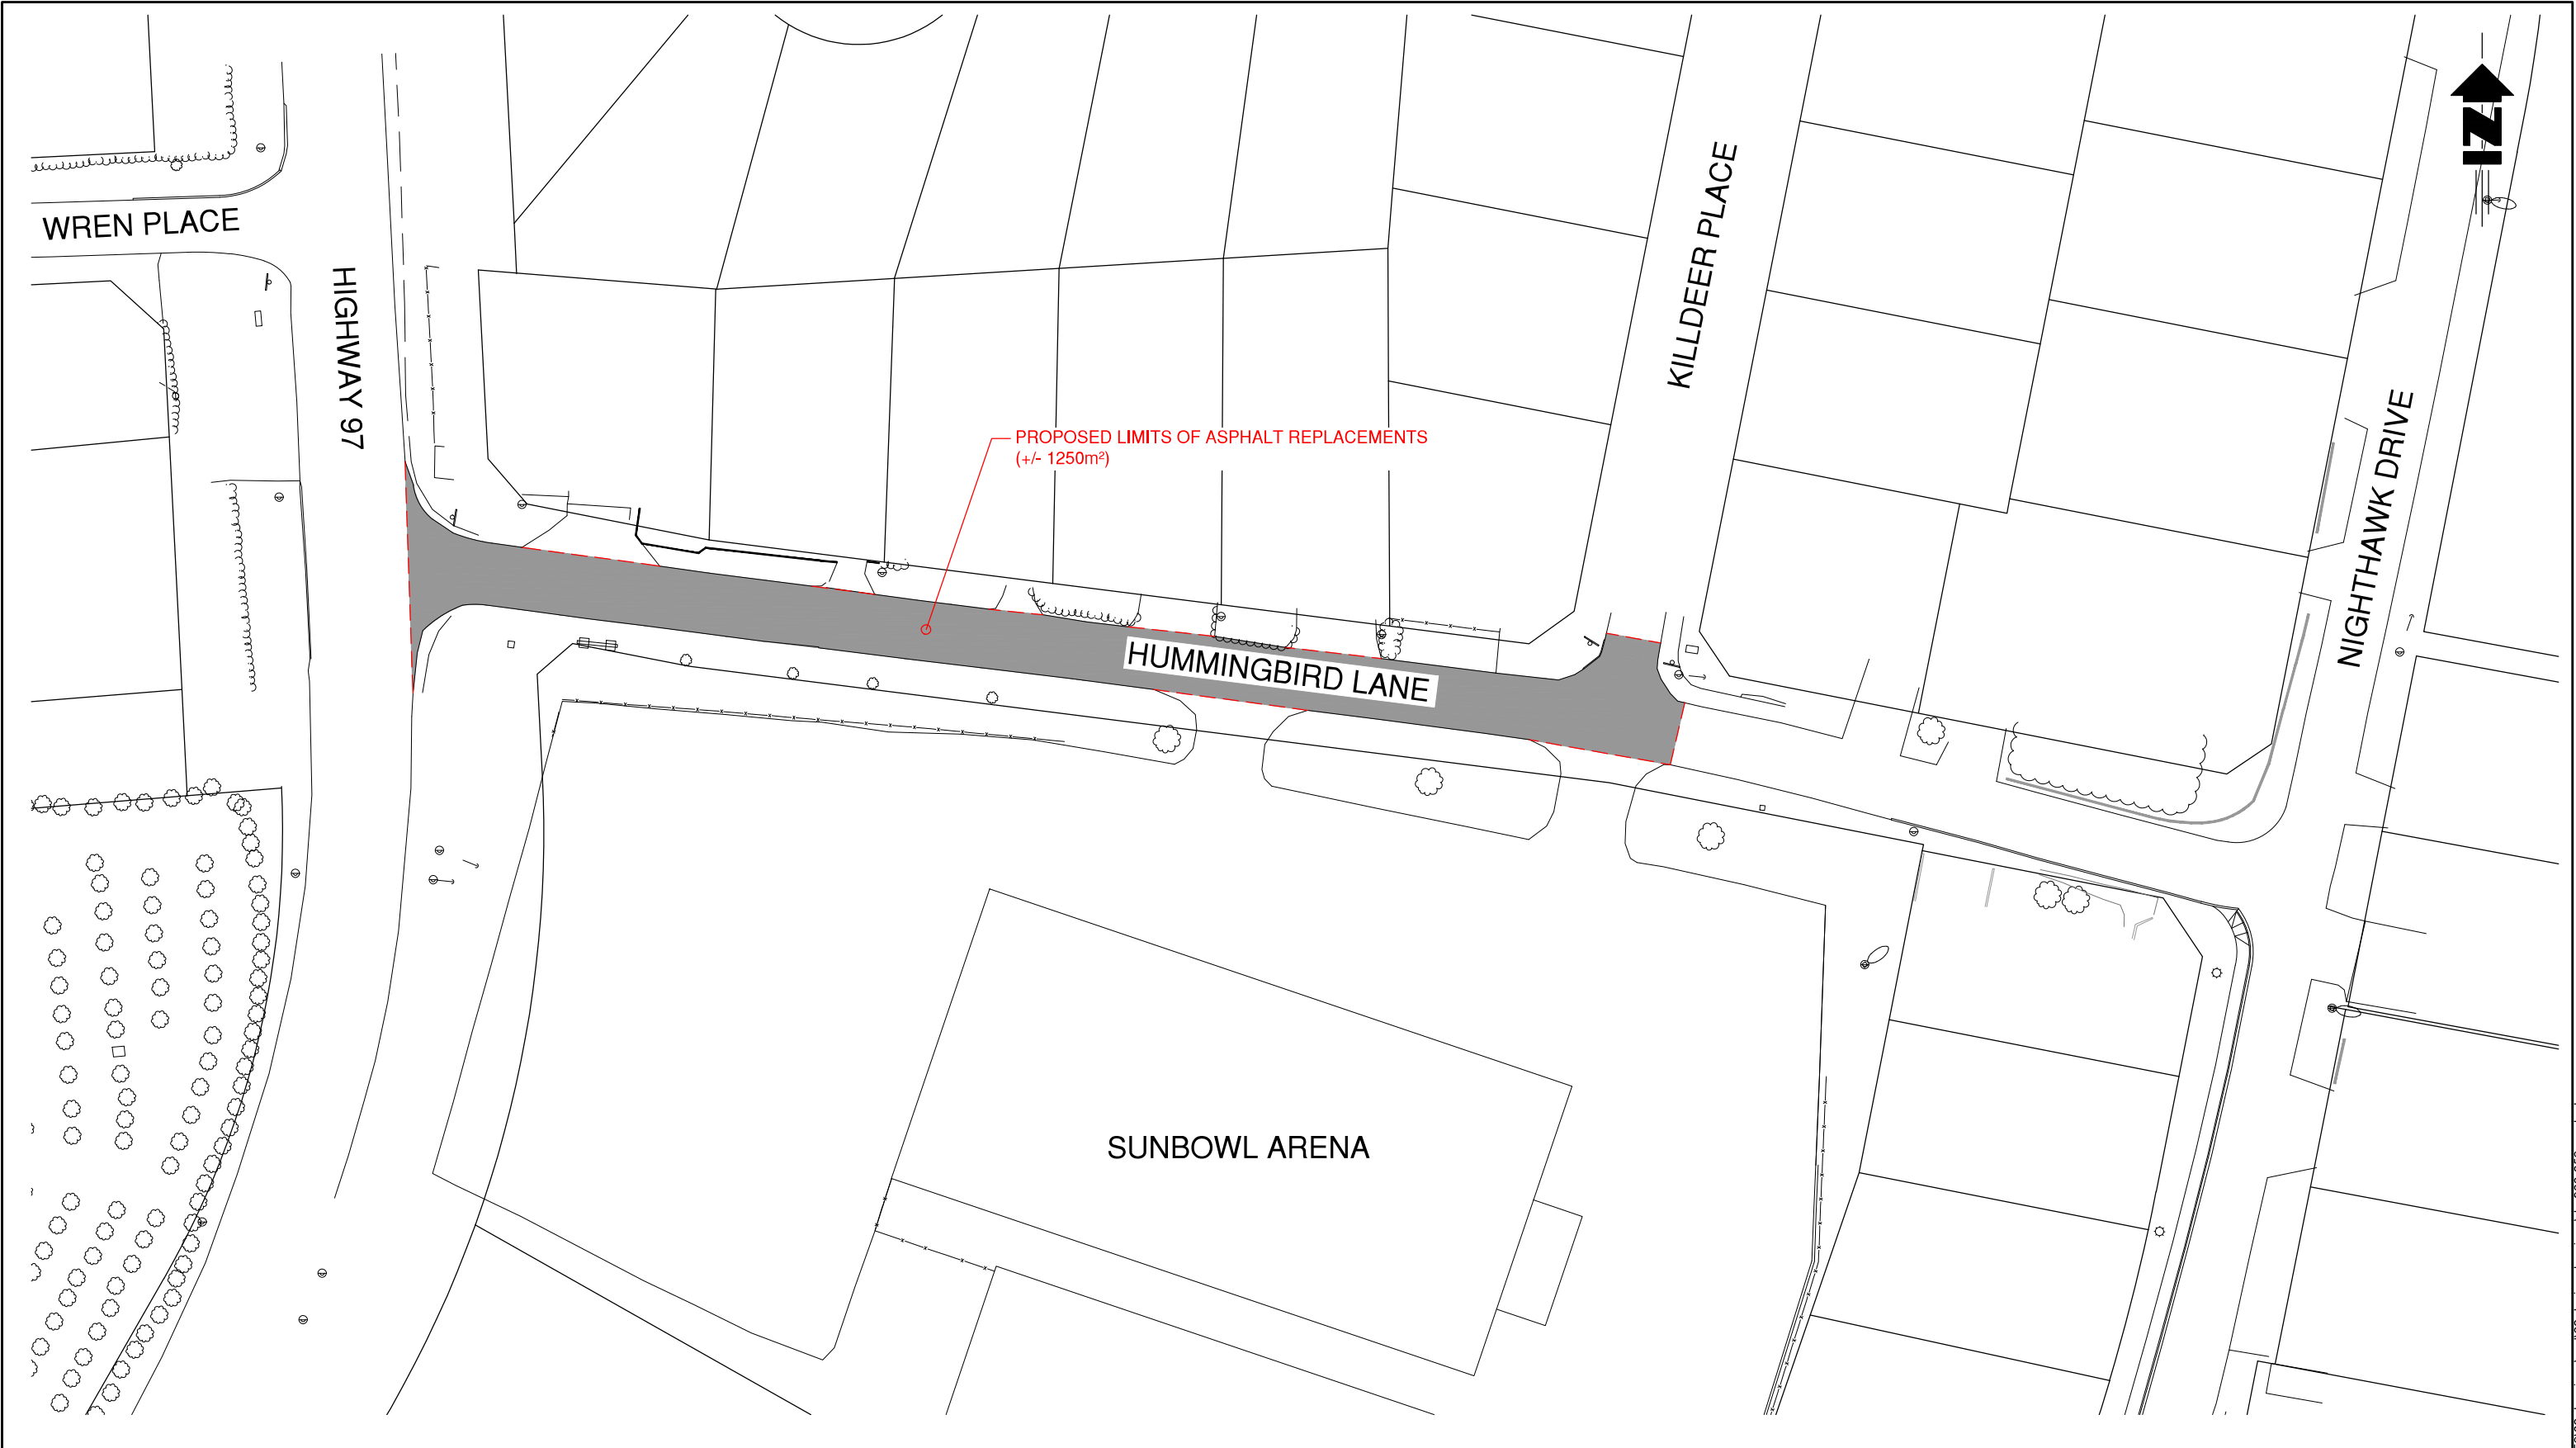 WREN PLACE
HIGHWAY 97
KILLDEER PLACE
N
PROPOSED LIMITS OF ASPHALT REPLACEMENTS
(+/- 1250m²)
NIGHTHAWK DRIVE
HUMMINGBIRD LANE
SUNBOWL ARENA